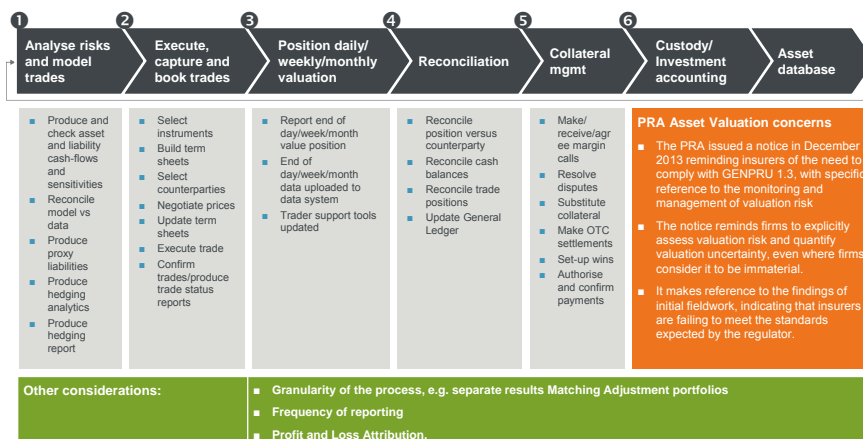 1 2 3 4 5 6
Analyse risks
and model
trades
Execute,
capture and
book trades
Position daily/
weekly/monthly
valuation
Reconciliation
Collateral
mgmt
Custody/
Investment
accounting
Asset
database
■ Produce and
check asset
and liability
cash-flows
and
sensitivities
■ Reconcile
model vs
data
■ Produce
proxy
liabilities
■ Produce
hedging
analytics
■ Produce
hedging
report
■ Select
instruments
■ Build term
sheets
■ Select
counterparties
■ Negotiate prices
■ Update term
sheets
■ Execute trade
■ Confirm
trades/produce
trade status
reports
■ Report end of
day/week/month
value position
■ End of
day/week/month
data uploaded to
data system
■ Trader support tools
updated
■ Reconcile
position versus
counterparty
■ Reconcile cash
balances
■ Reconcile trade
positions
■ Update General
Ledger
■ Make/
receive/agr
ee margin
calls
■ Resolve
disputes
■ Substitute
collateral
■ Make OTC
settlements
■ Set-up wins
■ Authorise
and confirm
payments
PRA Asset Valuation concerns
■ The PRA issued a notice in December
2013 reminding insurers of the need to
comply with GENPRU 1.3, with specific
reference to the monitoring and
management of valuation risk
■ The notice reminds firms to explicitly
assess valuation risk and quantify
valuation uncertainty, even where firms
consider it to be immaterial.
■ It makes reference to the findings of
initial fieldwork, indicating that insurers
are failing to meet the standards
expected by the regulator.
Other considerations:
■ Granularity of the process, e.g. separate results Matching Adjustment portfolios
■ Frequency of reporting
■ Profit and Loss Attribution.